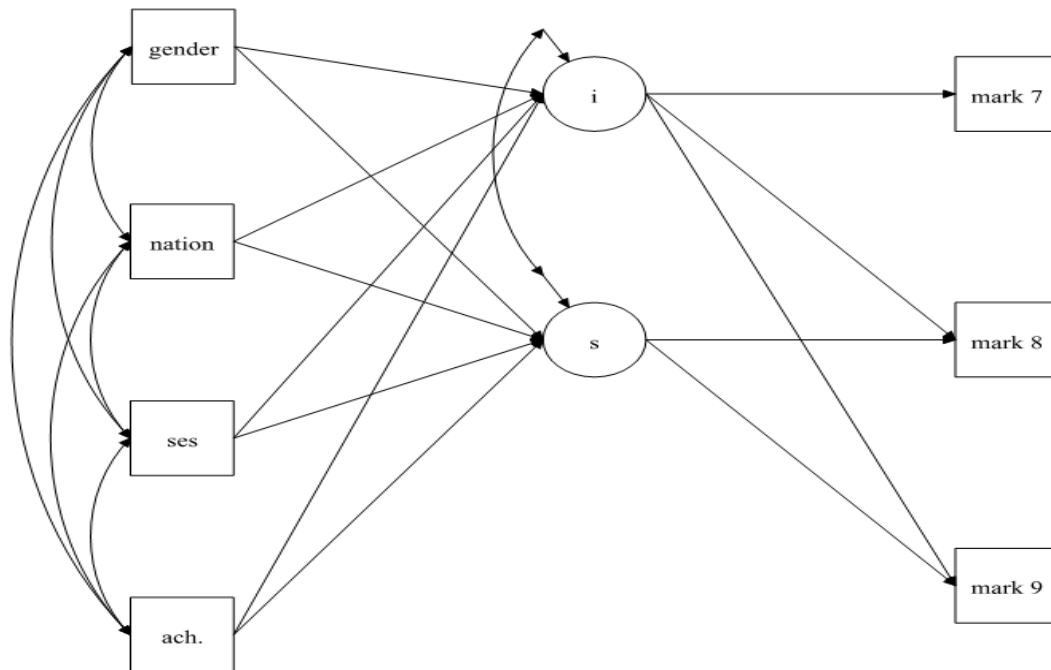 gender
nation
ses
ach.
i
s
mark 7
mark 8
mark 9